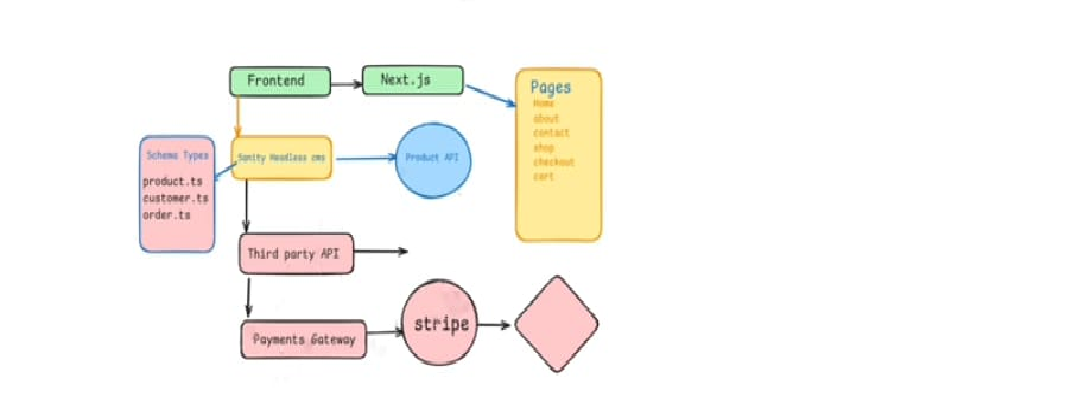 Frontend
Next.js
Pages
Home
about
contact
shop
checkout
cart
Schema Types
product.ts
customer.ts
order.ts
Sanity Headless cms
Product API
Third party API
Payments Gateway
stripe